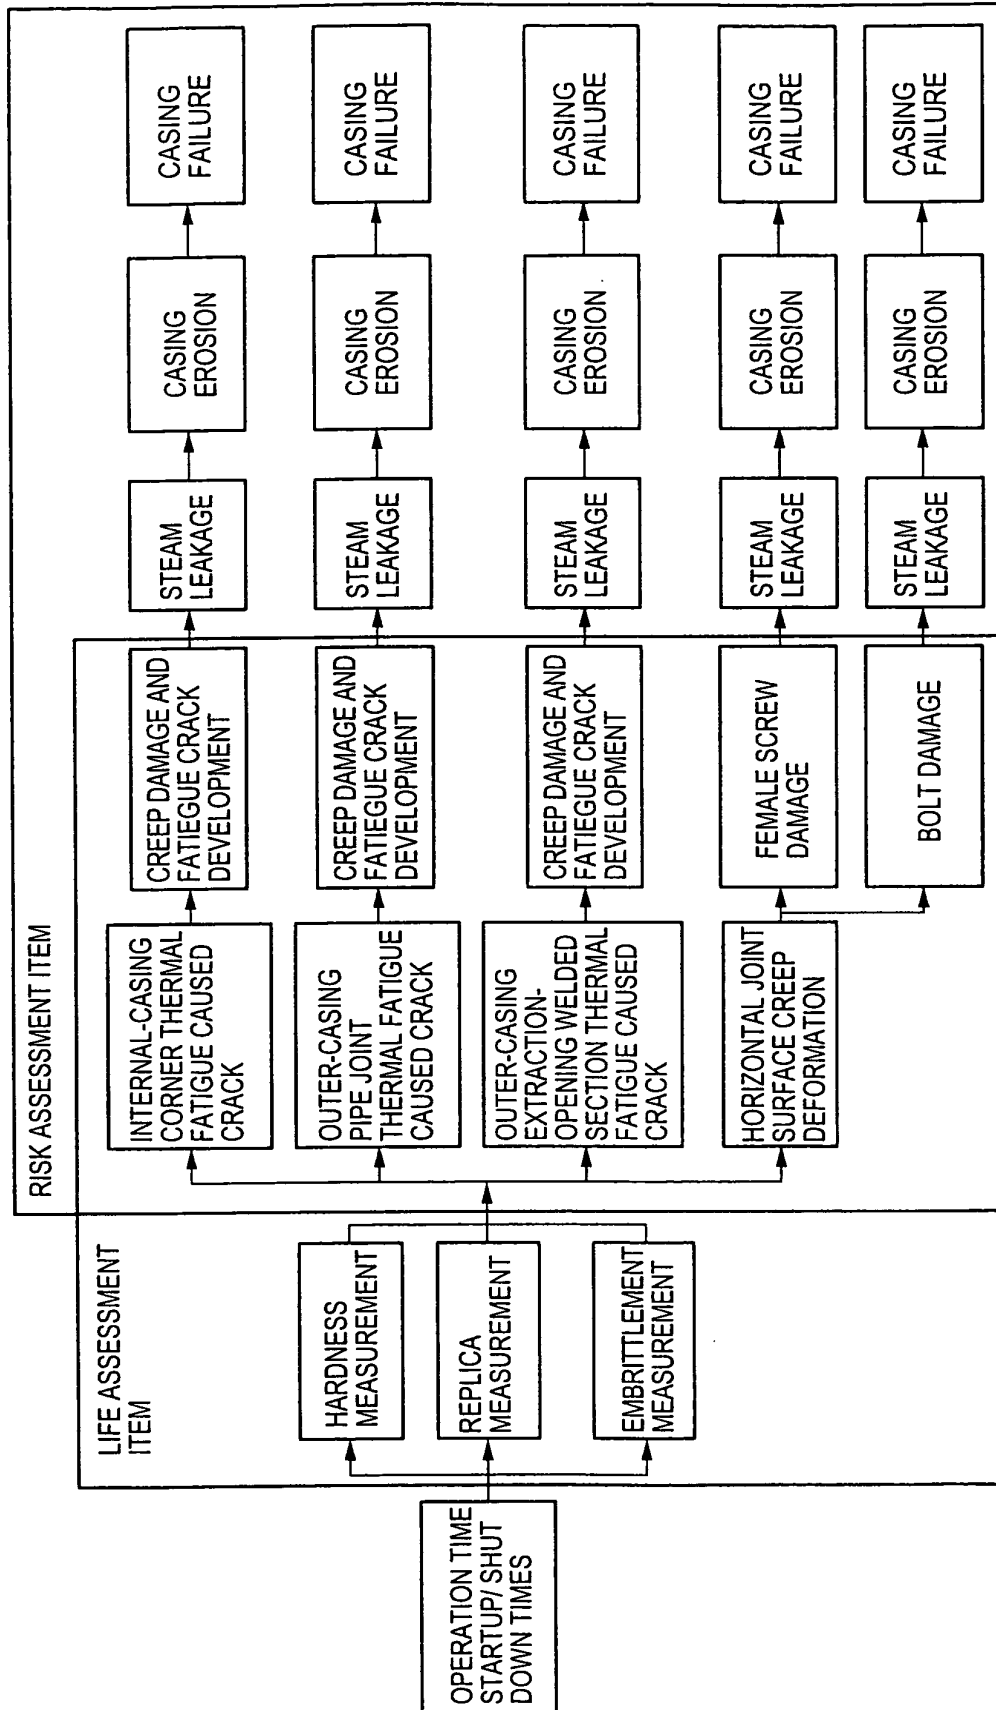 RISK ASSESSMENT ITEM
LIFE ASSESSMENT
ITEM
OPERATION TIME
STARTUP/ SHUT
DOWN TIMES
HARDNESS
MEASUREMENT
REPLICA
MEASUREMENT
EMBRITTLEMENT
MEASUREMENT
INTERNAL-CASING
CORNER THERMAL
FATIGUE CAUSED
CRACK
CREEP DAMAGE AND
FATIEGUE CRACK
DEVELOPMENT
STEAM
LEAKAGE
CASING
EROSION
CASING
FAILURE
OUTER-CASING
PIPE JOINT
THERMAL FATIGUE
CAUSED CRACK
CREEP DAMAGE AND
FATIEGUE CRACK
DEVELOPMENT
STEAM
LEAKAGE
CASING
EROSION
CASING
FAILURE
OUTER-CASING
EXTRACTION-
OPENING WELDED
SECTION THERMAL
FATIGUE CAUSED
CRACK
CREEP DAMAGE AND
FATIEGUE CRACK
DEVELOPMENT
STEAM
LEAKAGE
CASING
EROSION
CASING
FAILURE
HORIZONTAL JOINT
SURFACE CREEP
DEFORMATION
FEMALE SCREW
DAMAGE
STEAM
LEAKAGE
CASING
EROSION
CASING
FAILURE
BOLT DAMAGE
STEAM
LEAKAGE
CASING
EROSION
CASING
FAILURE